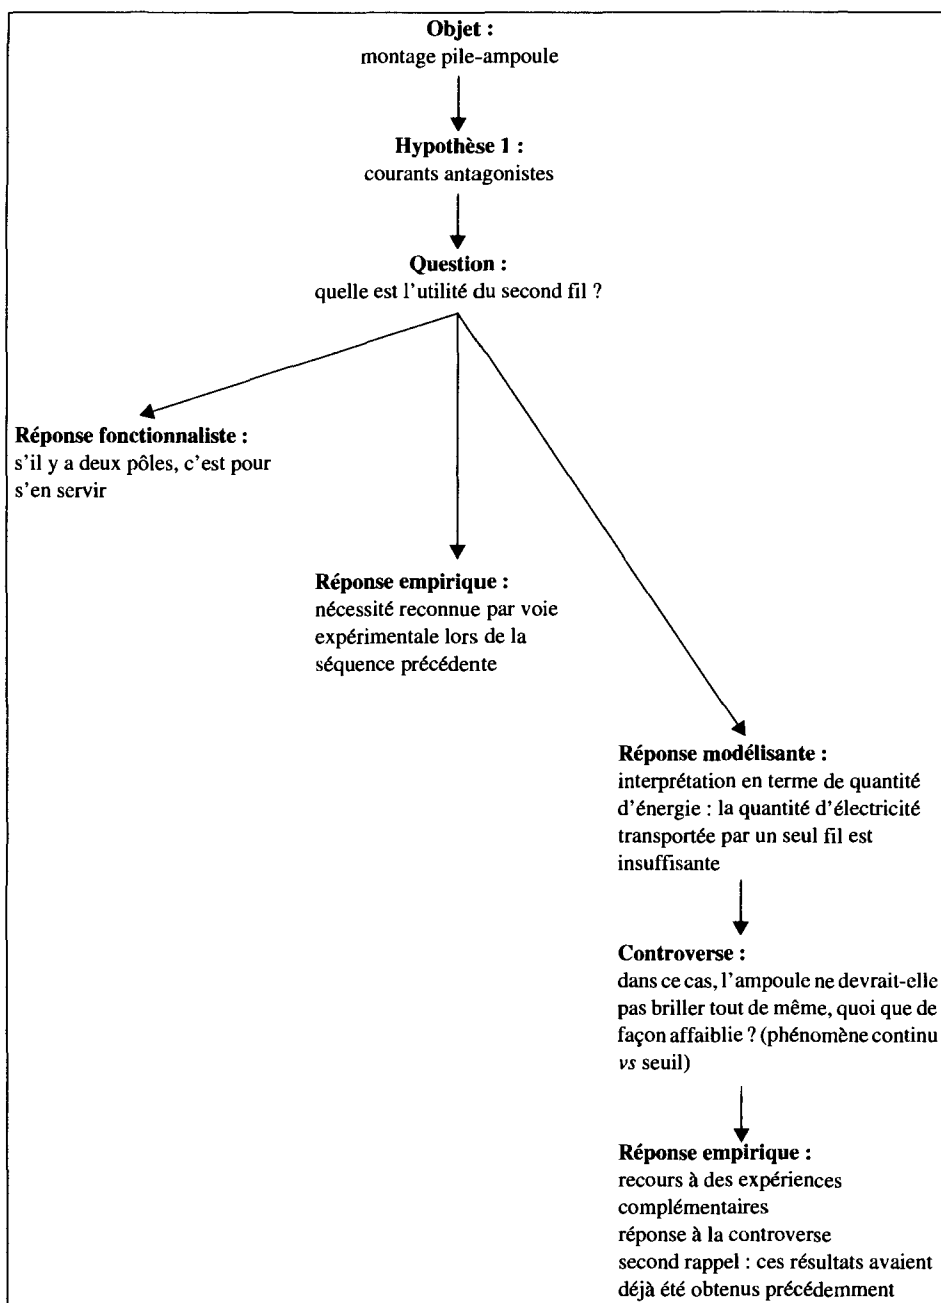 Objet :
montage pile-ampoule
Hypothèse 1 :
courants antagonistes
Question :
quelle est l'utilité du second fil ?
Réponse fonctionnaliste :
s'il y a deux pôles, c'est pour
s'en servir
Réponse empirique :
nécessité reconnue par voie
expérimentale lors de la
séquence précédente
Réponse modélisante :
interprétation en terme de quantité
d'énergie : la quantité d'électricité
transportée par un seul fil est
insuffisante
Controverse :
dans ce cas, l'ampoule ne devrait-elle
pas briller tout de même, quoi que de
façon affaiblie ? (phénomène continu
vs seuil)
Réponse empirique :
recours à des expériences
complémentaires
réponse à la controverse
second rappel : ces résultats avaient
déjà été obtenus précédemment